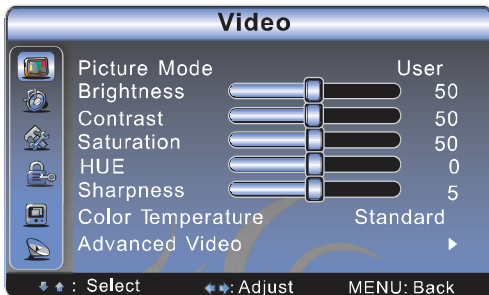 Video
Picture Mode User
Brightness 50
Contrast 50
Saturation 50
HUE 0
Sharpness 5
Color Temperature Standard
Advanced Video
: Select : Adjust MENU: Back